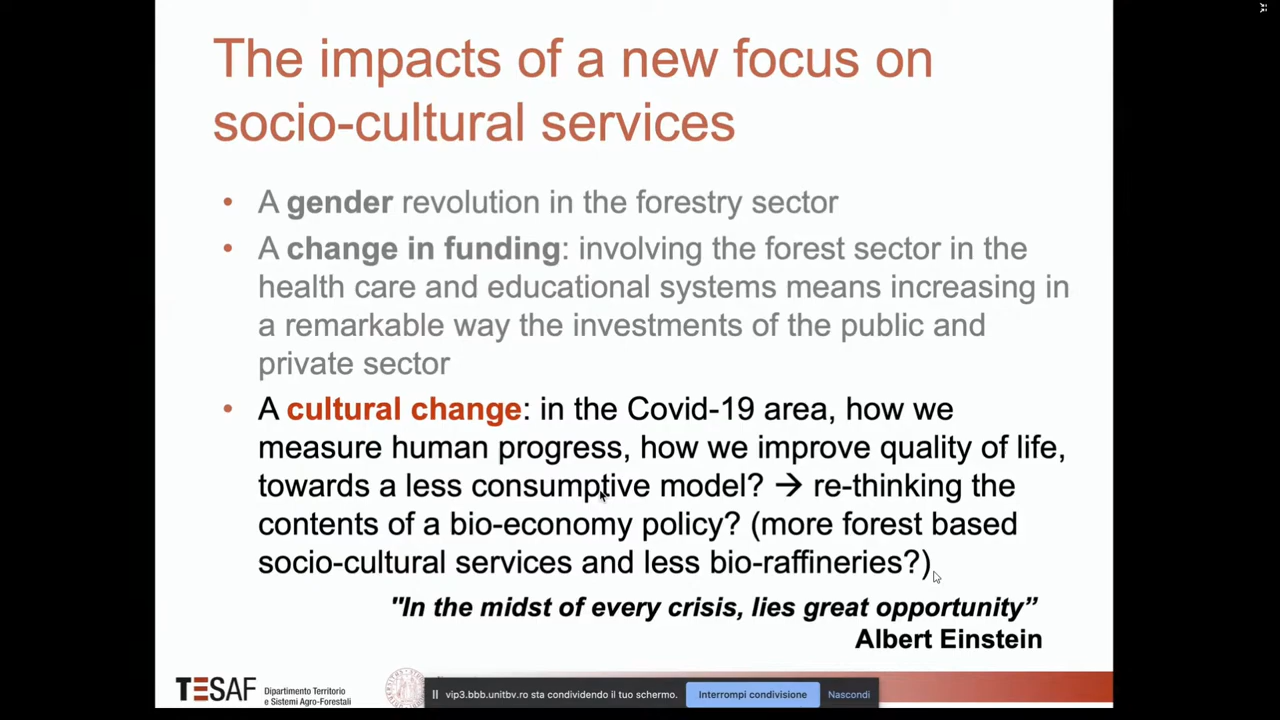 The impacts of a new focus on
socio-cultural services
• A gender revolution in the forestry sector
• A change in funding: involving the forest sector in the
health care and educational systems means increasing in
a remarkable way the investments of the public and
private sector
• A cultural change: in the Covid-19 area, how we
measure human progress, how we improve quality of life,
towards a less consumptive model? → re-thinking the
contents of a bio-economy policy? (more forest based
socio-cultural services and less bio-raffineries?)
"In the midst of every crisis, lies great opportunity”
Albert Einstein
TESAF
Dipartimento Territorio
e Sistemi Agro-Forestali
vip3.bbb.unitbv.ro sta condividendo il tuo schermo.
Interrompi condivisione
Nascondi